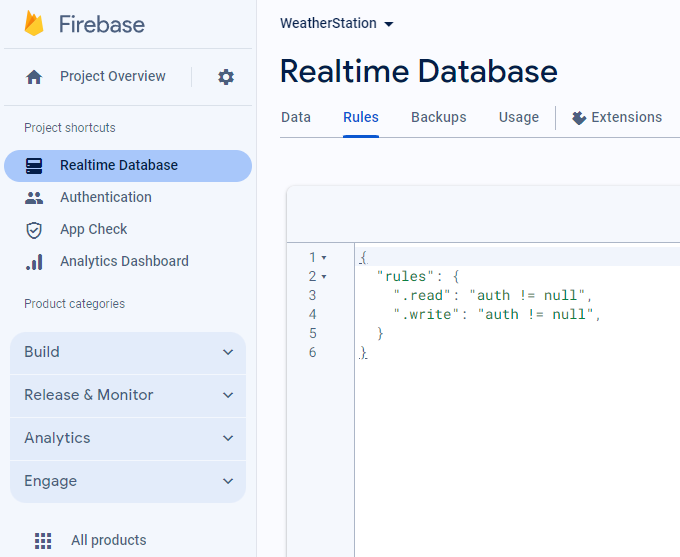 Firebase
Project Overview
Project shortcuts
Realtime Database
Authentication
App Check
Analytics Dashboard
Product categories
Build
Release & Monitor
Analytics
Engage
All products
WeatherStation
Realtime Database
Data Rules Backups Usage Extensions
1 {
2 "rules": {
3 ".read": "auth != null",
4 ".write": "auth != null",
5 }
6 }